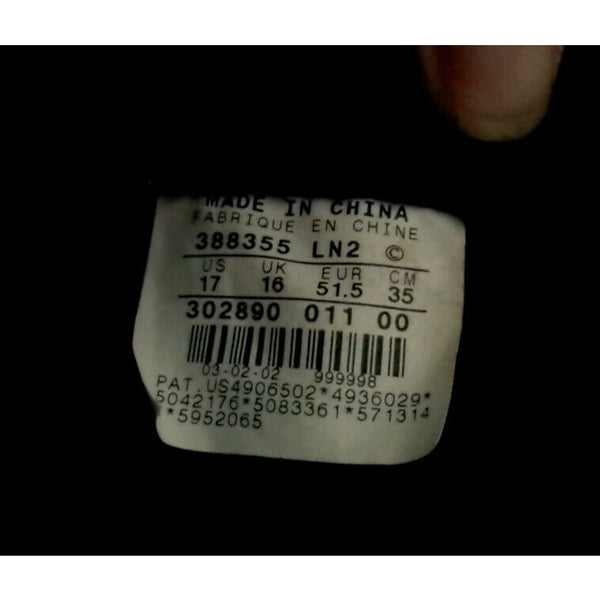 MADE IN CHINA
FABRIQUE EN CHINE
388355 LN2 ©
US UK EUR CM
17 16 51.5 35
302890 011 00
03-02-02 999998
PAT. US4906502*4936029*
5042176*5083361*571314
*5952065